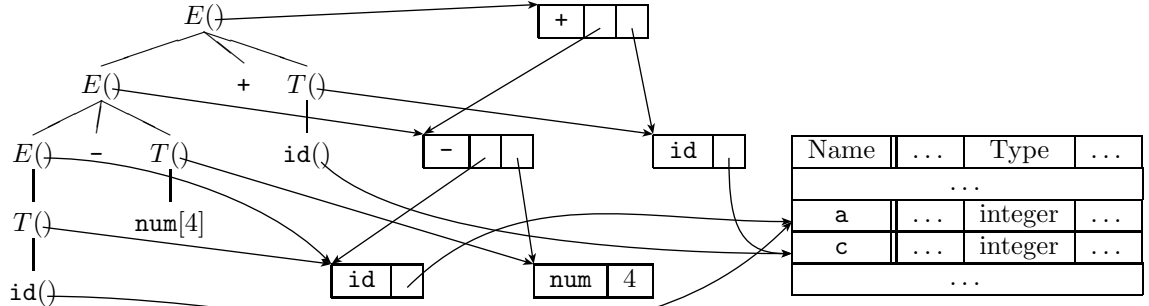 E() +
E() + T()
E() - T() id() - id Name ... Type ...
...
T() num[4] a ... integer ...
c ... integer ...
id() id num 4 ...